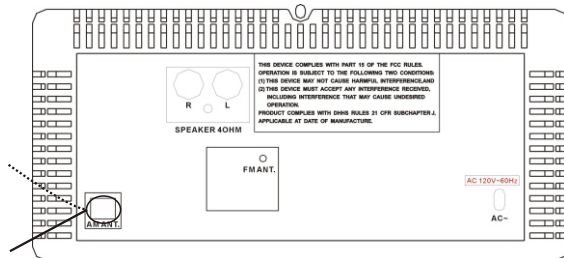 THIS DEVICE COMPLIES WITH PART 15 OF THE FCC RULES.
OPERATION IS SUBJECT TO THE FOLLOWING TWO CONDITIONS:
(1) THIS DEVICE MAY NOT CAUSE HARMFUL INTERFERENCE,AND
(2) THIS DEVICE MUST ACCEPT ANY INTERFERENCE RECEIVED,
INCLUDING INTERFERENCE THAT MAY CAUSE UNDESIRED
OPERATION.
PRODUCT COMPLIES WITH DHHS RULES 21 CFR SUBCHAPTER J,
APPLICABLE AT DATE OF MANUFACTURE.
R L
SPEAKER 4OHM
FM ANT.
AC 120V~60Hz
AC~
AM ANT.